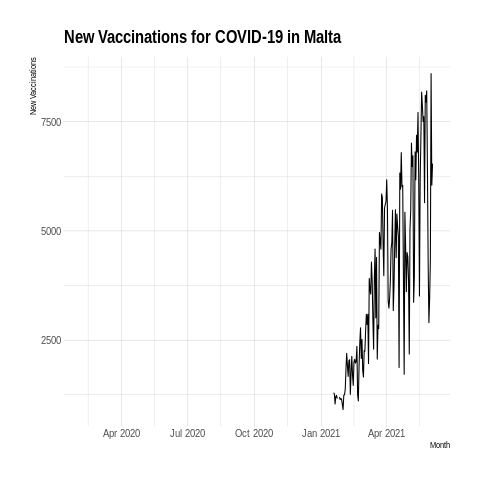 New Vaccinations for COVID-19 in Malta
New Vaccinations
7500
5000
2500
Apr 2020 Jul 2020 Oct 2020 Jan 2021 Apr 2021
Month